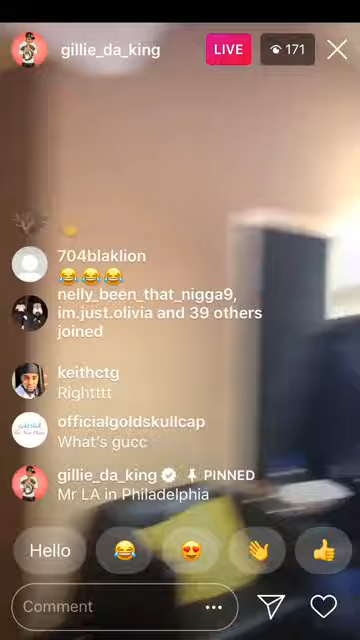 gillie_da_king
LIVE
171
704blaklion
😂😂😂
nelly_been_that_nigga9,
im.just.olivia and 39 others
joined
keithctg
Rightttt
officialgoldskullcap
What's gucc
gillie_da_king PINNED
Mr LA in Philadelphia
Hello 😂 😍 👋 👍
Comment